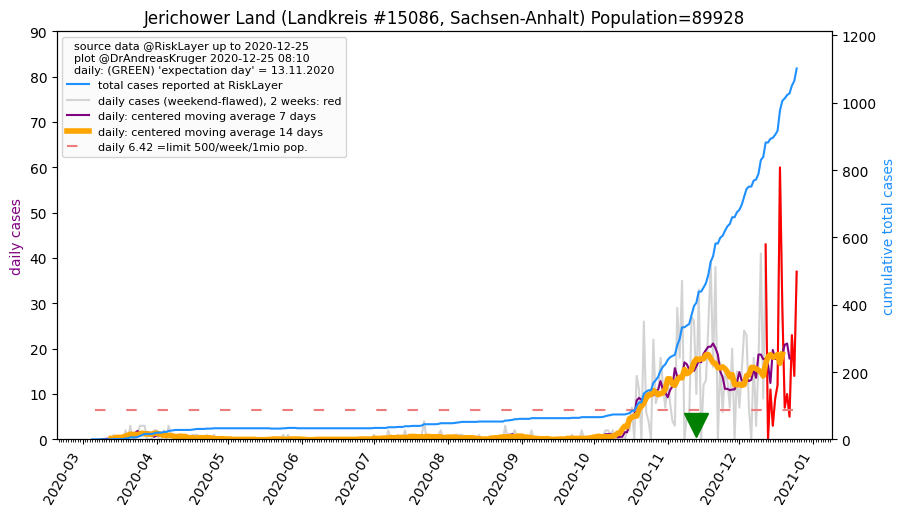 Jerichower Land (Landkreis #15086, Sachsen-Anhalt) Population=89928
source data @RiskLayer up to 2020-12-25
plot @DrAndreasKruger 2020-12-25 08:10
daily: (GREEN) 'expectation day' = 13.11.2020
total cases reported at RiskLayer
daily cases (weekend-flawed), 2 weeks: red
daily: centered moving average 7 days
daily: centered moving average 14 days
daily 6.42 =limit 500/week/1mio pop.
daily cases
90
80
70
60
50
40
30
20
10
0
1200
1000
800
600
400
200
0
cumulative total cases
2020-03
2020-04
2020-05
2020-06
2020-07
2020-08
2020-09
2020-10
2020-11
2020-12
2021-01